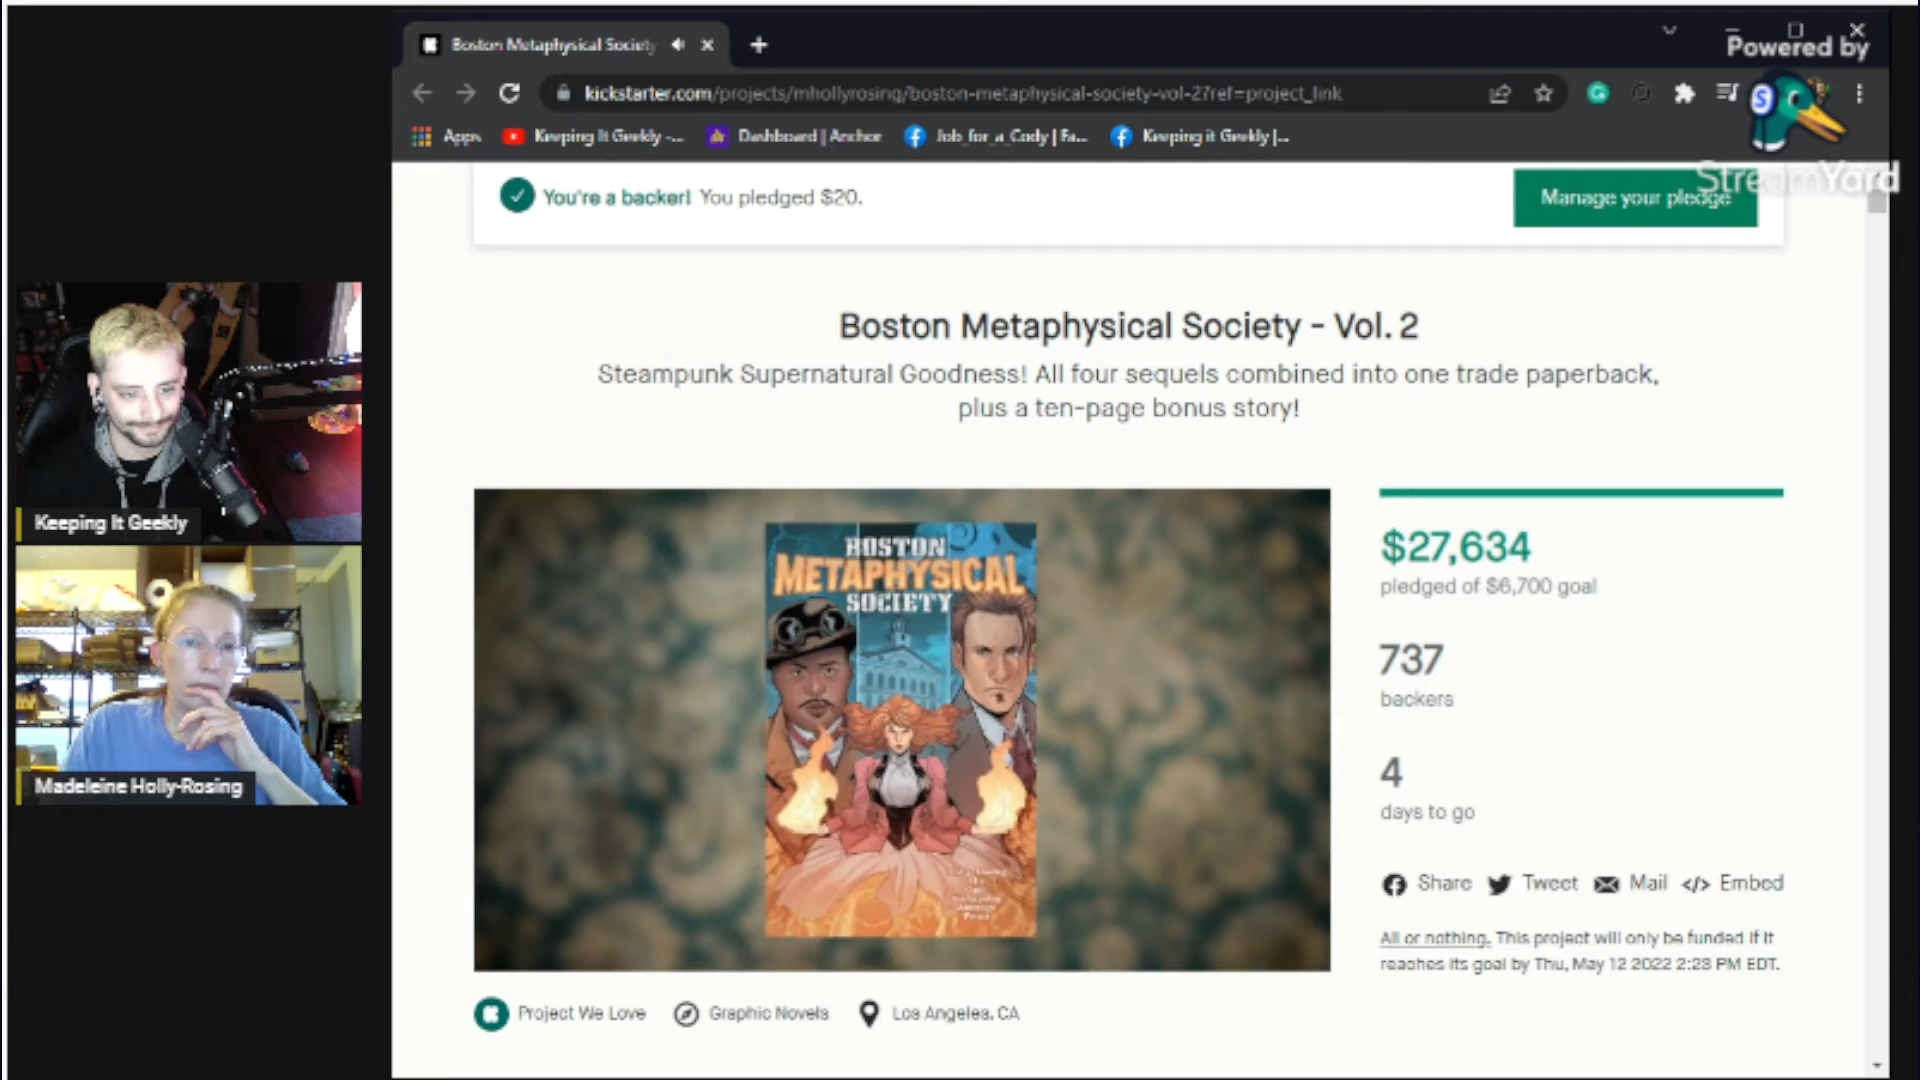 Boston Metaphysical Society
Powered by
kickstarter.com/projects/mhollyrosing/boston-metaphysical-society-vol-2?ref=project_link
Apps
Keeping It Geekly -...
Dashboard | Anchor
Job_for_a_Cody | Fa...
Keeping it Geekly |...
StreamYard
You're a backer! You pledged $20.
Manage your pledge
Boston Metaphysical Society - Vol. 2
Steampunk Supernatural Goodness! All four sequels combined into one trade paperback,
plus a ten-page bonus story!
Keeping It Geekly
Madeleine Holly-Rosing
BOSTON
METAPHYSICAL
SOCIETY
$27,634
pledged of $6,700 goal
737
backers
4
days to go
Share
Tweet
Mail
Embed
All or nothing. This project will only be funded if it
reaches its goal by Thu, May 12 2022 2:23 PM EDT.
Project We Love
Graphic Novels
Los Angeles, CA